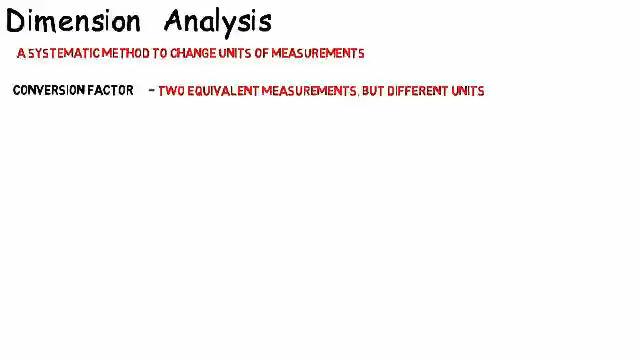 Dimension Analysis
A SYSTEMATIC METHOD TO CHANGE UNITS OF MEASUREMENTS
CONVERSION FACTOR - TWO EQUIVALENT MEASUREMENTS, BUT DIFFERENT UNITS